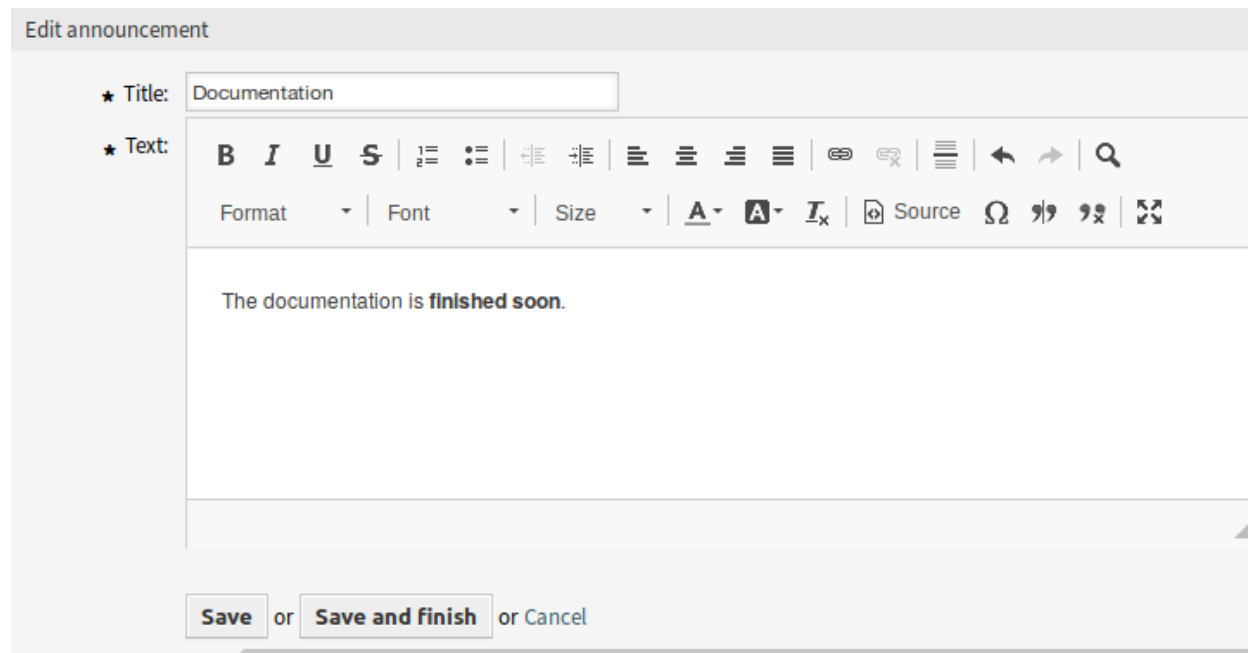 Edit announcement
★ Title: Documentation
★ Text:
B I U S
Format Font Size A A Tx Source Ω
The documentation is finished soon.
Save or Save and finish or Cancel